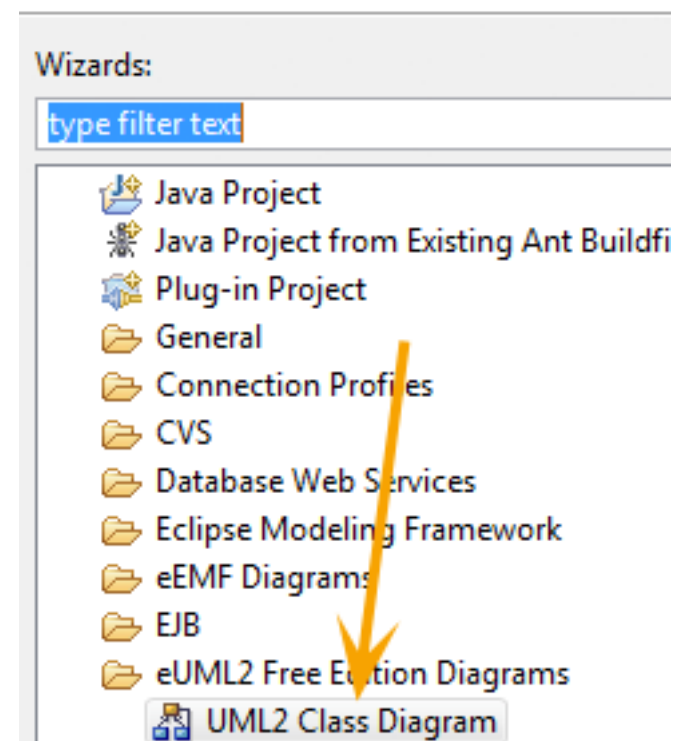 Wizards:
type filter text
Java Project
Java Project from Existing Ant Buildfi
Plug-in Project
General
Connection Profiles
CVS
Database Web Services
Eclipse Modeling Framework
eEMF Diagrams
EJB
eUML2 Free Edition Diagrams
UML2 Class Diagram